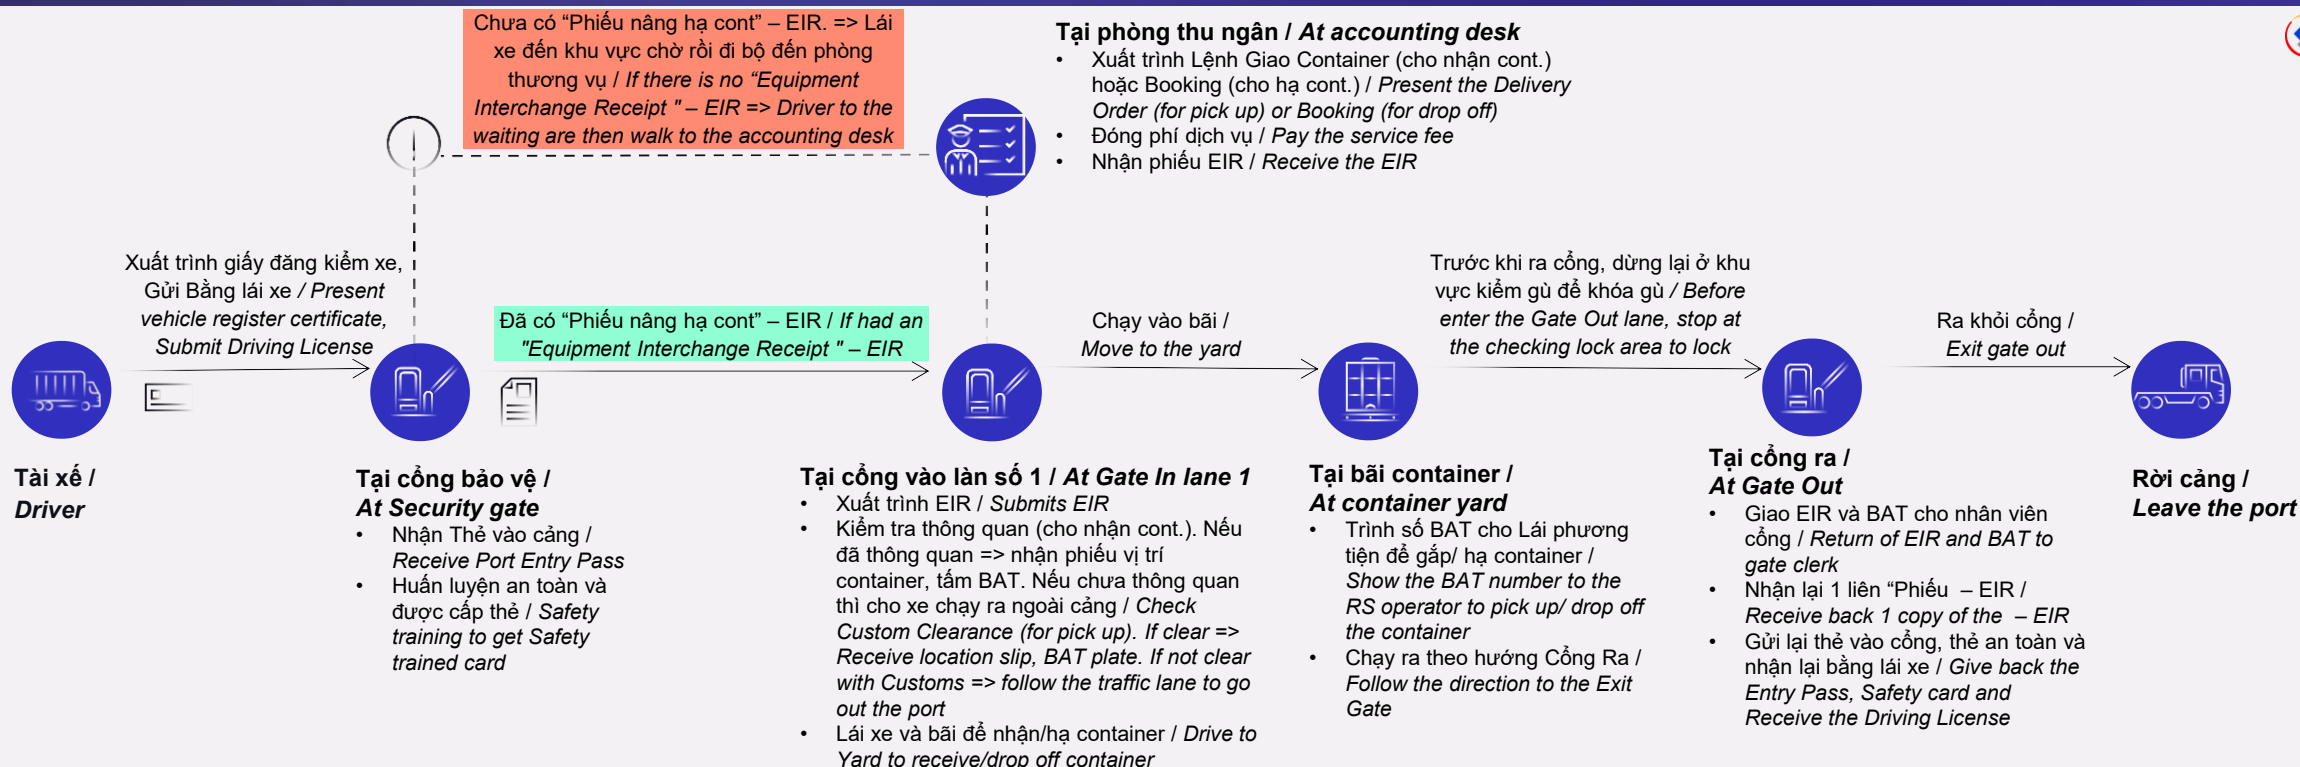 Chưa có “Phiếu nâng hạ cont” – EIR. => Lái
xe đến khu vực chờ rồi đi bộ đến phòng
thương vụ / If there is no “Equipment
Interchange Receipt " – EIR => Driver to the
waiting are then walk to the accounting desk
Tại phòng thu ngân / At accounting desk
• Xuất trình Lệnh Giao Container (cho nhận cont.)
hoặc Booking (cho hạ cont.) / Present the Delivery
Order (for pick up) or Booking (for drop off)
• Đóng phí dịch vụ / Pay the service fee
• Nhận phiếu EIR / Receive the EIR
Xuất trình giấy đăng kiểm xe,
Gửi Bằng lái xe / Present
vehicle register certificate,
Submit Driving License
Đã có “Phiếu nâng hạ cont” – EIR / If had an
"Equipment Interchange Receipt " – EIR
Chạy vào bãi /
Move to the yard
Trước khi ra cổng, dừng lại ở khu
vực kiểm gù để khóa gù / Before
enter the Gate Out lane, stop at
the checking lock area to lock
Ra khỏi cổng /
Exit gate out
Tài xế /
Driver
Tại cổng bảo vệ /
At Security gate
• Nhận Thẻ vào cảng /
Receive Port Entry Pass
• Huấn luyện an toàn và
được cấp thẻ / Safety
training to get Safety
trained card
Tại cổng vào làn số 1 / At Gate In lane 1
• Xuất trình EIR / Submits EIR
• Kiểm tra thông quan (cho nhận cont.). Nếu
đã thông quan => nhận phiếu vị trí
container, tấm BAT. Nếu chưa thông quan
thì cho xe chạy ra ngoài cảng / Check
Custom Clearance (for pick up). If clear =>
Receive location slip, BAT plate. If not clear
with Customs => follow the traffic lane to go
out the port
• Lái xe và bãi để nhận/hạ container / Drive to
Yard to receive/drop off container
Tại bãi container /
At container yard
• Trình số BAT cho Lái phương
tiện để gắp/ hạ container /
Show the BAT number to the
RS operator to pick up/ drop off
the container
• Chạy ra theo hướng Cổng Ra /
Follow the direction to the Exit
Gate
Tại cổng ra /
At Gate Out
• Giao EIR và BAT cho nhân viên
cổng / Return of EIR and BAT to
gate clerk
• Nhận lại 1 liên “Phiếu – EIR /
Receive back 1 copy of the – EIR
• Gửi lại thẻ vào cổng, thẻ an toàn và
nhận lại bằng lái xe / Give back the
Entry Pass, Safety card and
Receive the Driving License
Rời cảng /
Leave the port